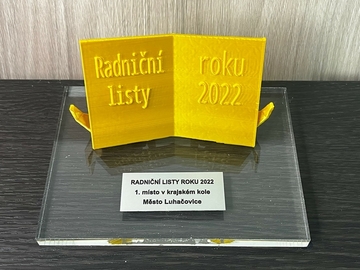 Radniční
listy
roku
2022
RADNIČNÍ LISTY ROKU 2022
1. místo v krajském kole
Město Luhačovice